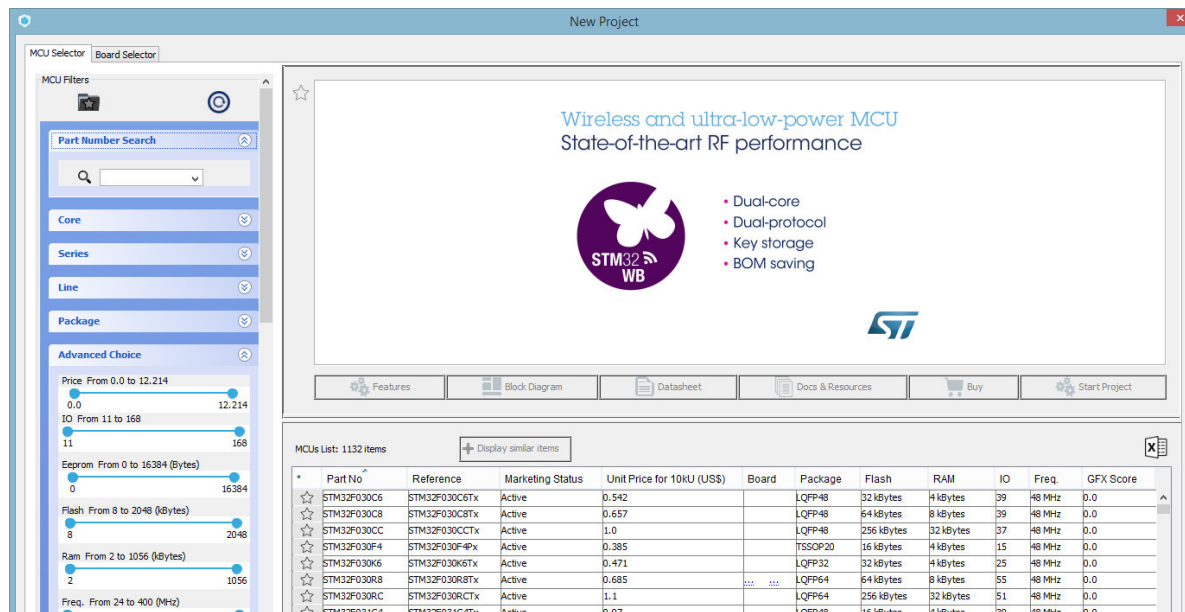 New Project
MCU Selector Board Selector
MCU Filters
Part Number Search
Core
Series
Line
Package
Advanced Choice
Price From 0.0 to 12.214
0.0 12.214
IO From 11 to 168
11 168
Eeprom From 0 to 16384 (Bytes)
0 16384
Flash From 8 to 2048 (kBytes)
8 2048
Ram From 2 to 1056 (kBytes)
2 1056
Freq. From 24 to 400 (MHz)
Wireless and ultra-low-power MCU
State-of-the-art RF performance
STM32
WB
• Dual-core
• Dual-protocol
• Key storage
• BOM saving
ST
Features Block Diagram Datasheet Docs & Resources Buy Start Project
MCUs List: 1132 items Display similar items
* Part No Reference Marketing Status Unit Price for 10kU (US$) Board Package Flash RAM IO Freq. GFX Score
STM32F030C6 STM32F030C6Tx Active 0.542 LQFP48 32 kBytes 4 kBytes 39 48 MHz 0.0
STM32F030C8 STM32F030C8Tx Active 0.657 LQFP48 64 kBytes 8 kBytes 39 48 MHz 0.0
STM32F030CC STM32F030CCTx Active 1.0 LQFP48 256 kBytes 32 kBytes 37 48 MHz 0.0
STM32F030F4 STM32F030F4Px Active 0.385 TSSOP20 16 kBytes 4 kBytes 15 48 MHz 0.0
STM32F030K6 STM32F030K6Tx Active 0.471 LQFP32 32 kBytes 4 kBytes 25 48 MHz 0.0
STM32F030R8 STM32F030R8Tx Active 0.685 ... ... LQFP64 64 kBytes 8 kBytes 55 48 MHz 0.0
STM32F030RC STM32F030RCTx Active 1.1 LQFP64 256 kBytes 32 kBytes 51 48 MHz 0.0